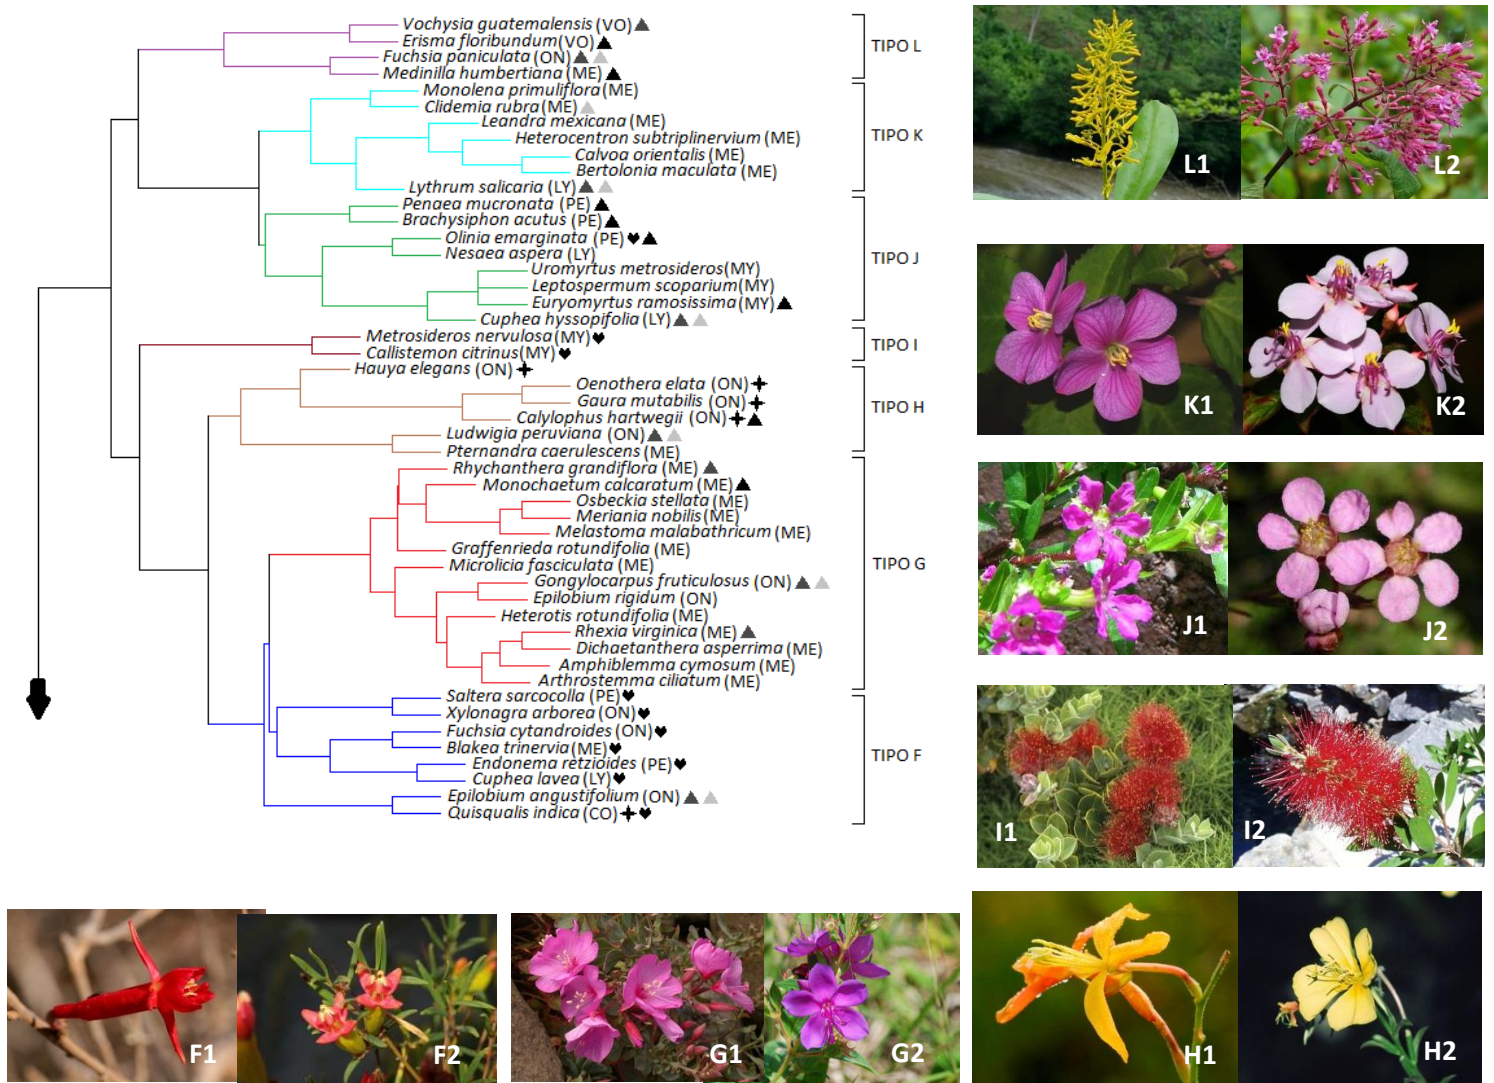 Vochysia guatemalensis (VO)
Erisma floribundum(VO)
Fuchsia paniculata (ON)
Medinilla humbertiana (ME)
TIPO L
Monolena primuliflora (ME)
Clidemia rubra(ME)
Leandra mexicana (ME)
Heterocentron subtriplinervium (ME)
Calvoa orientalis (ME)
Bertolonia maculata (ME)
Lythrum salicaria (LY)
TIPO K
Penaea mucronata (PE)
Brachysiphon acutus (PE)
Olinia emarginata (PE)
Nesaea aspera (LY)
Uromyrtus metrosideros(MY)
Leptospermum scoparium(MY)
Euryomyrtus ramosissima(MY)
Cuphea hyssopifolia (LY)
TIPO J
Metrosideros nervulosa(MY)
Callistemon citrinus(MY)
TIPO I
Hauya elegans (ON)
Oenothera elata (ON)
Gaura mutabilis (ON)
Calylophus hartwegii (ON)
Ludwigia peruviana (ON)
Pternandra caerulescens (ME)
TIPO H
Rhychanthera grandiflora (ME)
Monochaetum calcaratum (ME)
Osbeckia stellata (ME)
Meriania nobilis (ME)
Melastoma malabathricum (ME)
Graffenrieda rotundifolia (ME)
Microlicia fasciculata (ME)
Gongylocarpus fruticulosus (ON)
Epilobium rigidum (ON)
Heterotis rotundifolia (ME)
Rhexia virginica (ME)
Dichaetanthera asperrima (ME)
Amphiblemma cymosum (ME)
Arthrostemma ciliatum (ME)
TIPO G
Saltera sarcocolla (PE)
Xylonagra arborea (ON)
Fuchsia cytandroides (ON)
Blakea trinervia (ME)
Endonema retzioides (PE)
Cuphea lavea (LY)
Epilobium angustifolium (ON)
Quisqualis indica (CO)
TIPO F
L1
L2
K1
K2
J1
J2
I1
I2
F1
F2
G1
G2
H1
H2